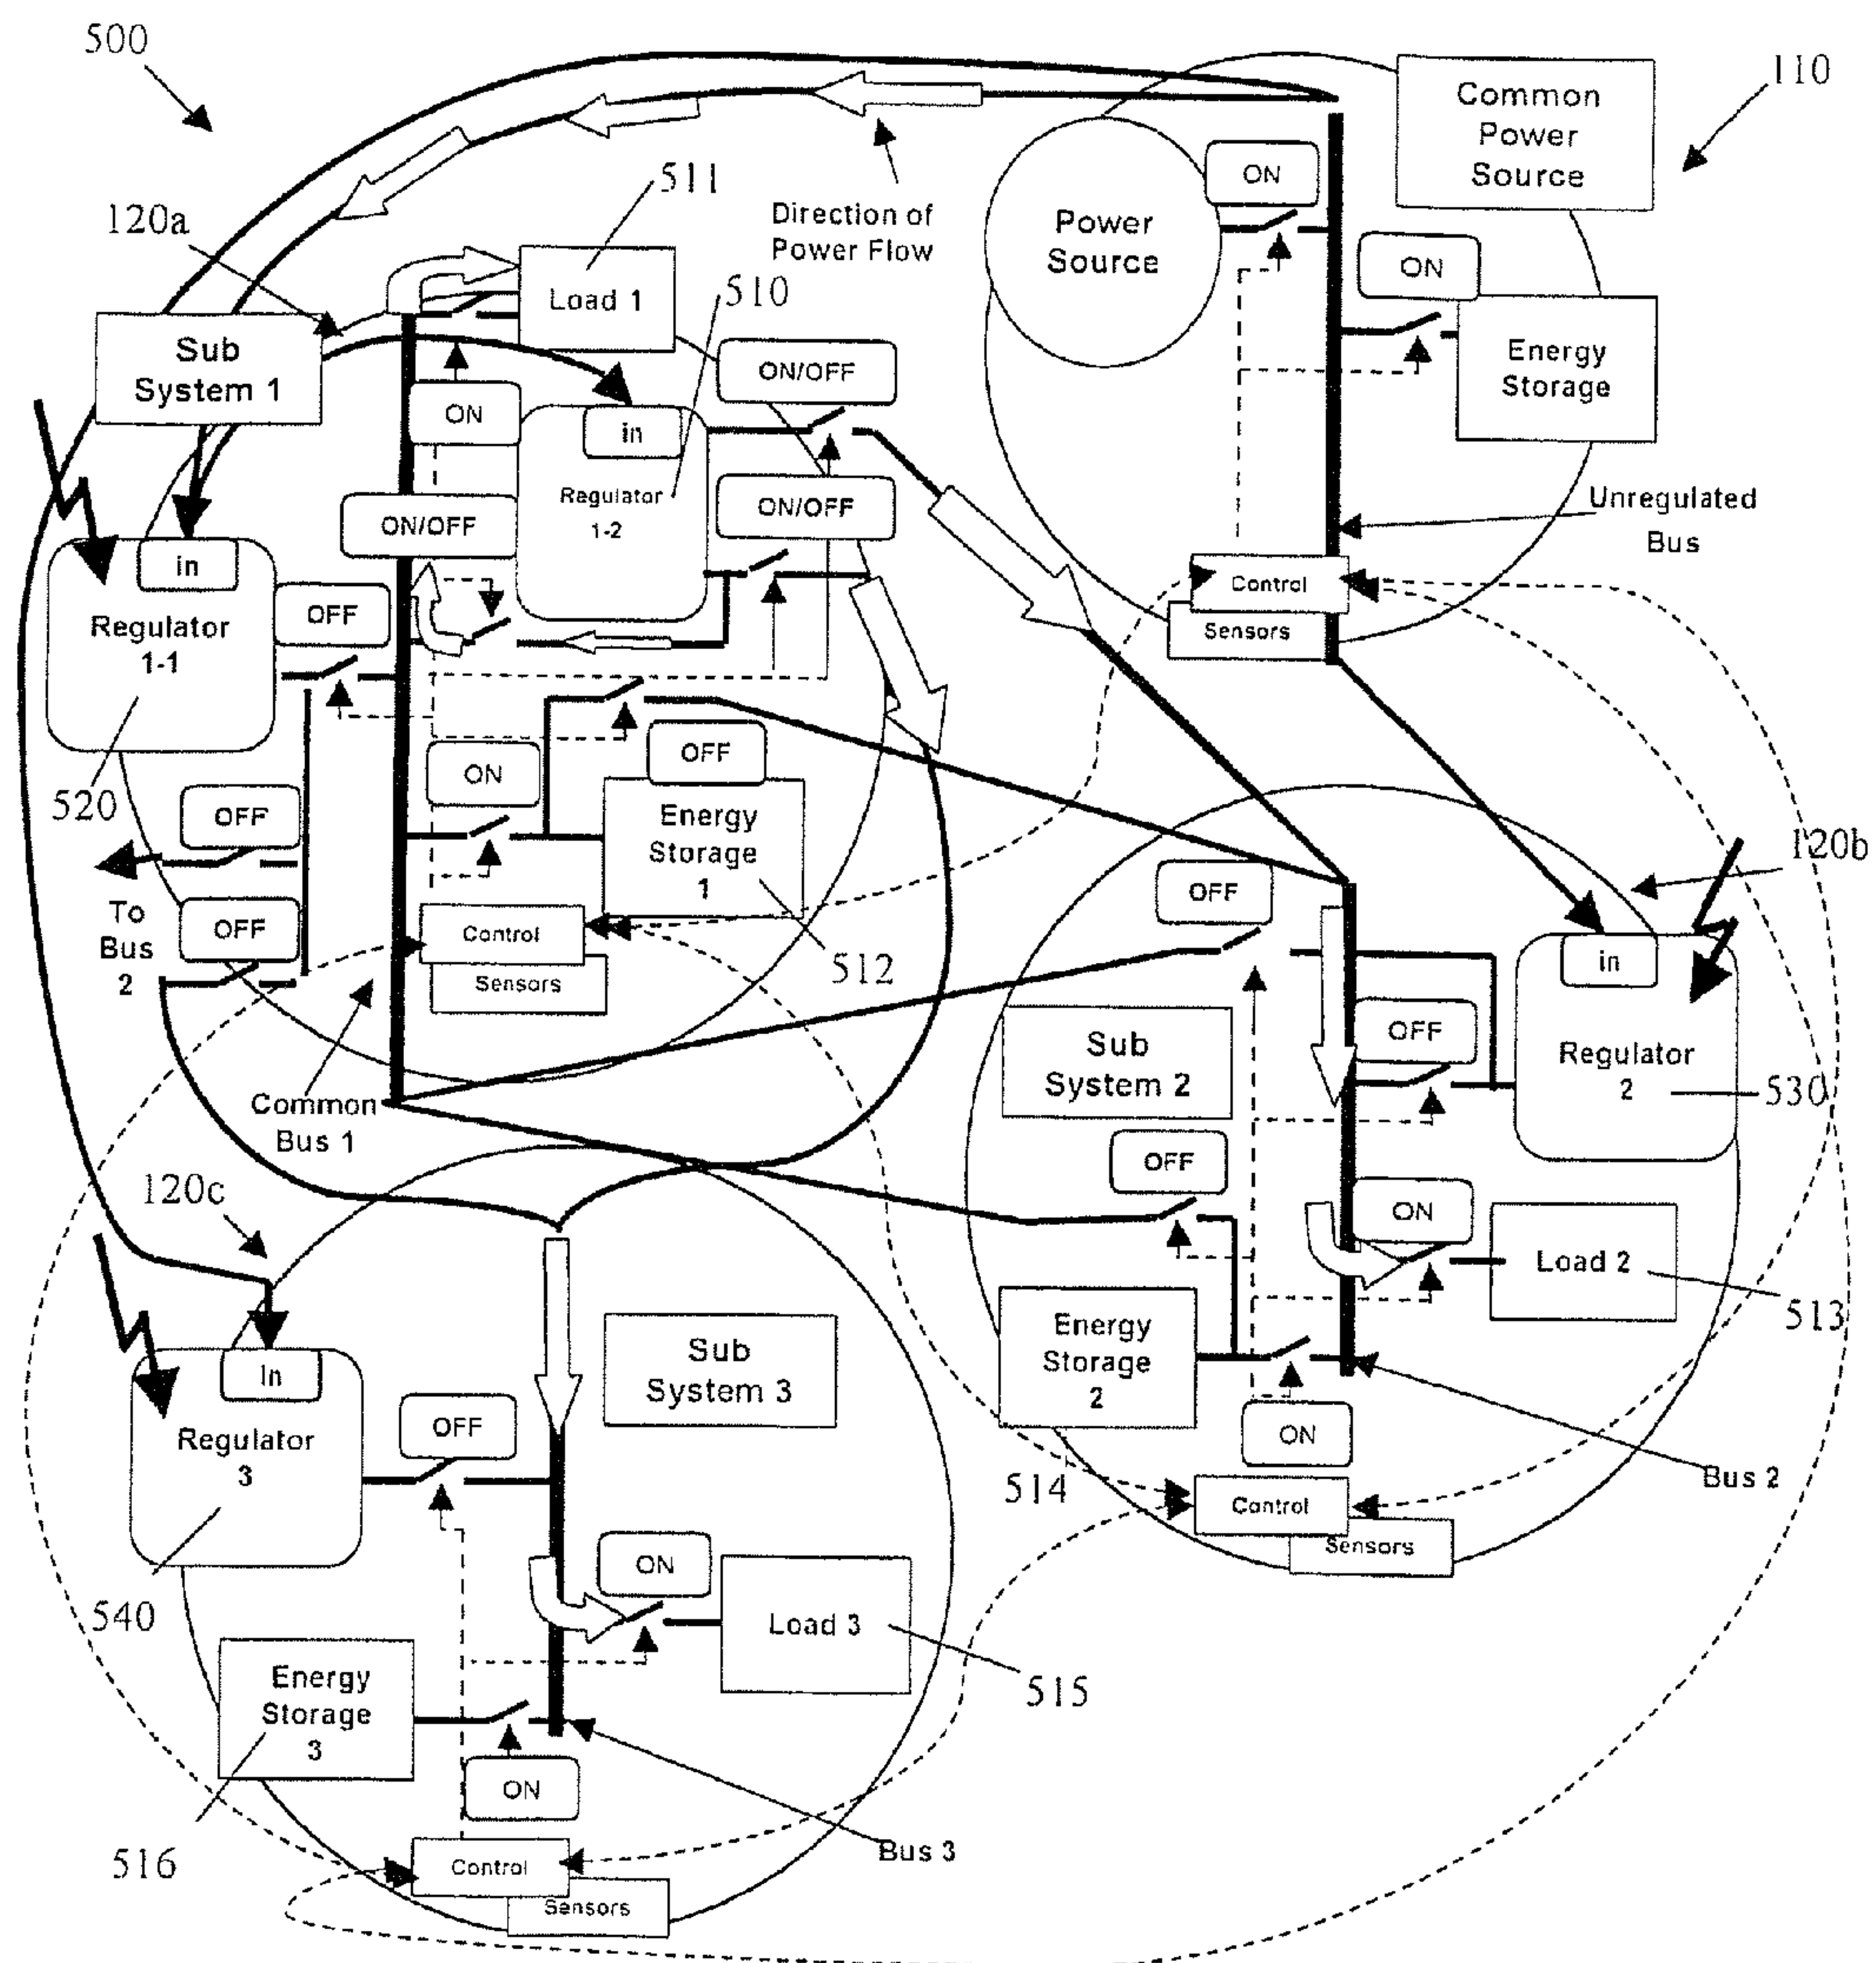 500
110
Common
Power
Source
ON
511
Direction of
Power Flow
Power
Source
120a
ON
Load 1
510
Sub
System 1
ON/OFF
Energy
Storage
ON
in
ON/OFF
Regulator
1-2
ON/OFF
Unregulated
Bus
in
Control
Sensors
OFF
Regulator
1-1
ON
OFF
520
OFF
Energy
Storage
1
120b
OFF
To
Bus
2
OFF
Control
Sensors
512
in
Sub
System 2
OFF
Regulator
2
530
Common
Bus 1
OFF
120c
ON
Load 2
513
Energy
Storage
2
Sub
System 3
In
OFF
ON
Regulator
3
514
Bus 2
Control
Sensors
ON
Load 3
540
515
Energy
Storage
3
ON
Bus 3
516
Control
Sensors